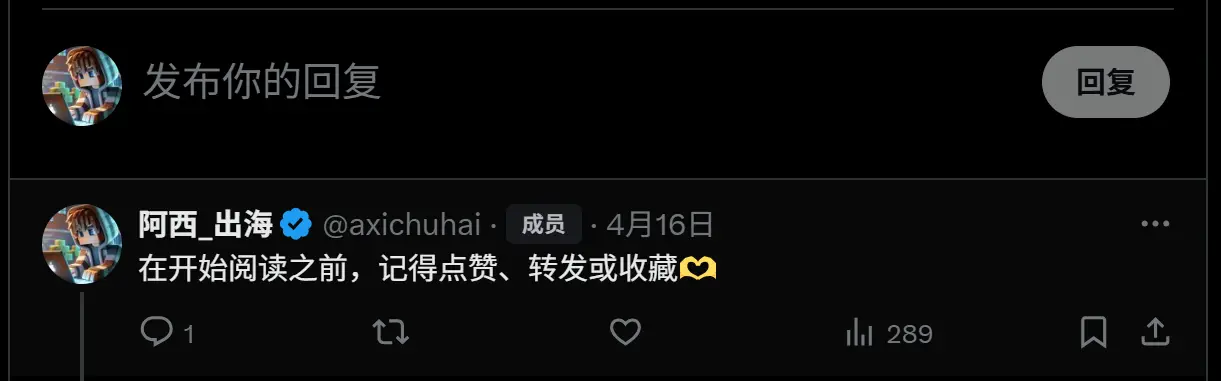 发布你的回复
回复
阿西_出海 @axichuhai · 成员 · 4月16日
在开始阅读之前，记得点赞、转发或收藏🫶
1
289